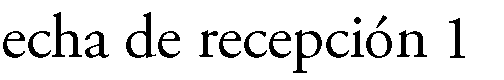 echa de recepción 1